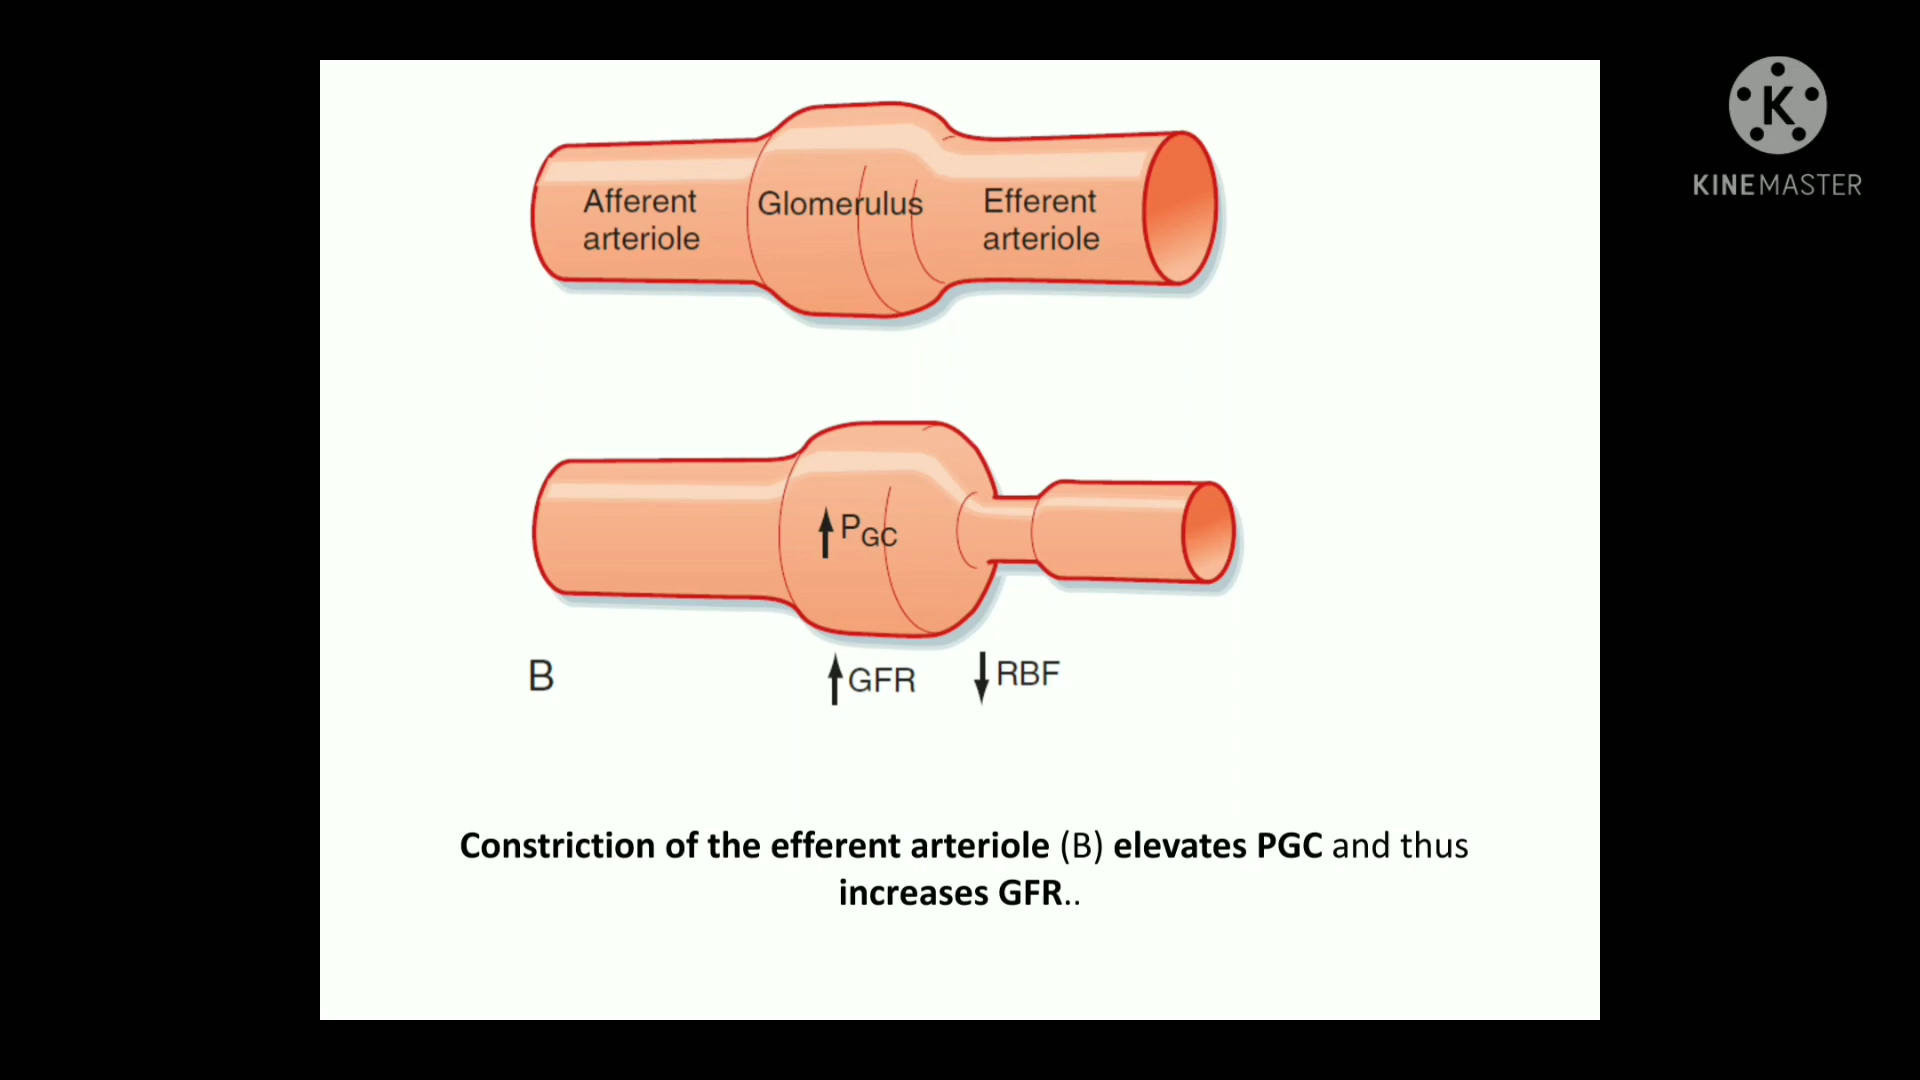 Afferent
arteriole
Glomerulus
Efferent
arteriole
K
KINEMASTER
PGC
B
GFR
RBF
Constriction of the efferent arteriole (B) elevates PGC and thus
increases GFR..